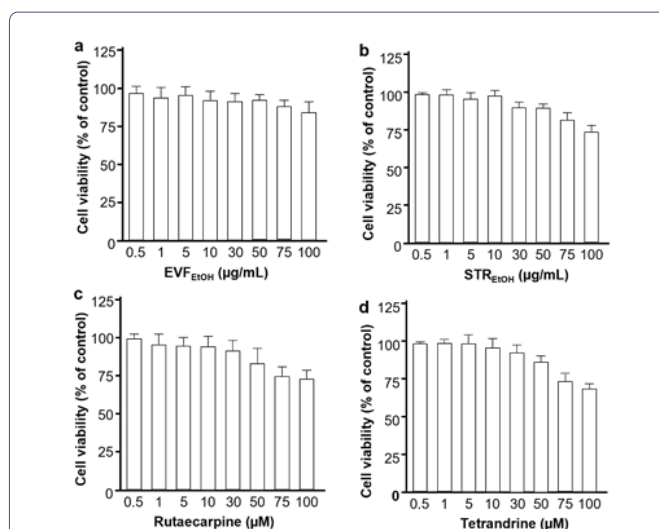 a
125
100
75
50
25
0
Cell viability (% of control)
0.5 1 5 10 30 50 75 100
EVF EtOH (µg/mL)
b
125
100
75
50
25
0
Cell viability (% of control)
0.5 1 5 10 30 50 75 100
STR EtOH (µg/mL)
c
125
100
75
50
25
0
Cell viability (% of control)
0.5 1 5 10 30 50 75 100
Rutaecarpine (µM)
d
125
100
75
50
25
0
Cell viability (% of control)
0.5 1 5 10 30 50 75 100
Tetrandrine (µM)